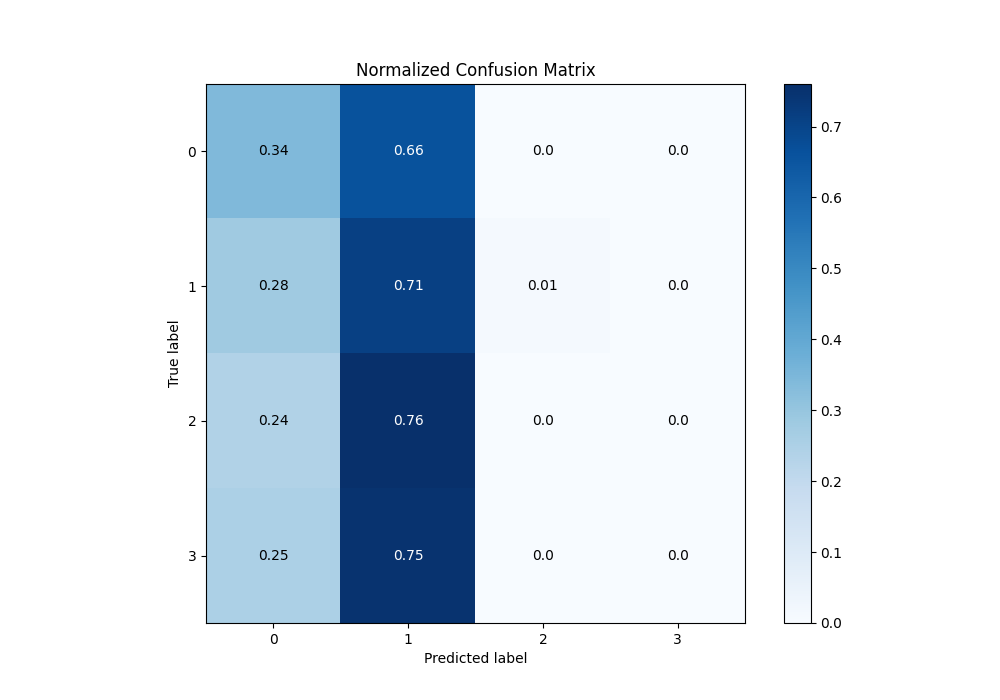 Normalized Confusion Matrix
0 0.34 0.66 0.0 0.0
1 0.28 0.71 0.01 0.0
2 0.24 0.76 0.0 0.0
3 0.25 0.75 0.0 0.0
0 1 2 3
Predicted label
True label
0.7
0.6
0.5
0.4
0.3
0.2
0.1
0.0